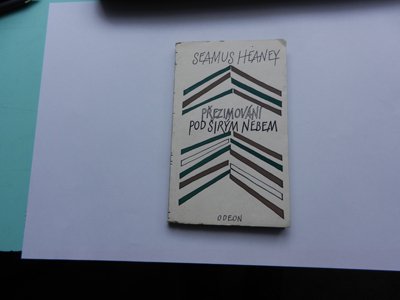 SEAMUS HEANEY
PŘEZIMOVÁNÍ
POD ŠIRÝM NEBEM
ODEON